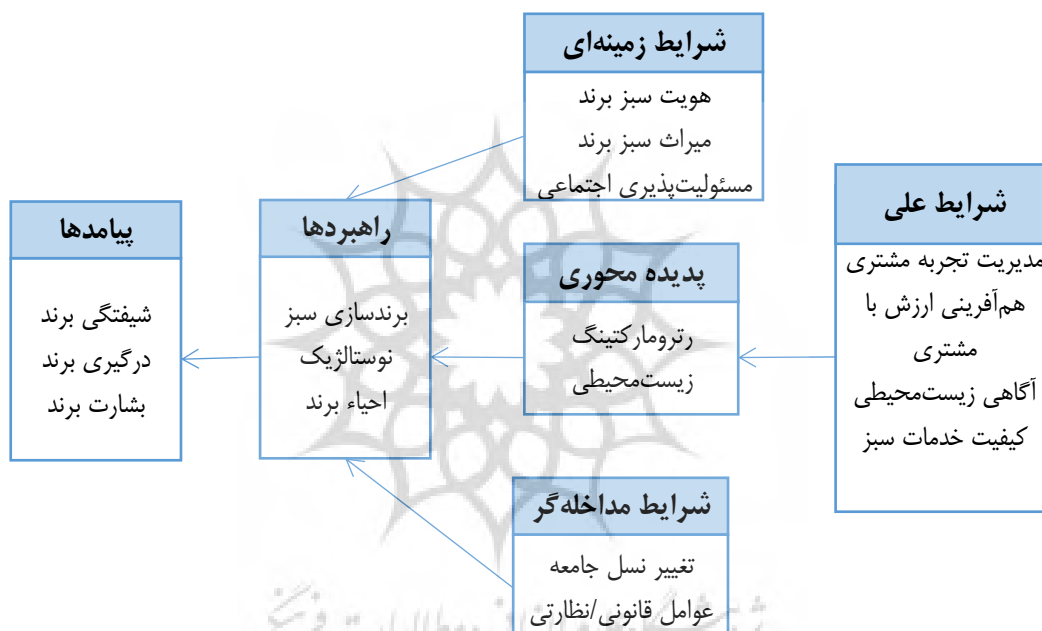 شرایط زمینه‌ای
هویت سبز برند
میراث سبز برند
مسئولیت‌پذیری اجتماعی
شرایط علی
مدیریت تجربه مشتری
هم‌آفرینی ارزش با
مشتری
آگاهی زیست‌محیطی
کیفیت خدمات سبز
پدیده محوری
رترومارکتینگ
زیست‌محیطی
راهبردها
برندسازی سبز
نوستالژیک
احیاء برند
پیامدها
شیفتگی برند
درگیری برند
بشارت برند
شرایط مداخله‌گر
تغییر نسل جامعه
عوامل قانونی/نظارتی